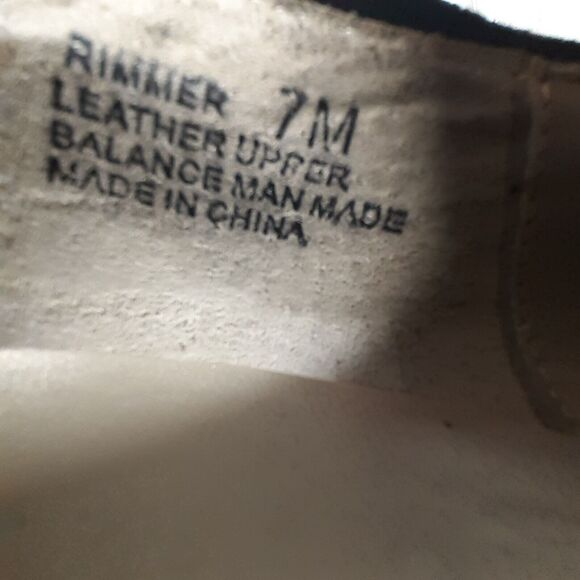 RIMMER 7M
LEATHER UPPER
BALANCE MAN MADE
MADE IN CHINA